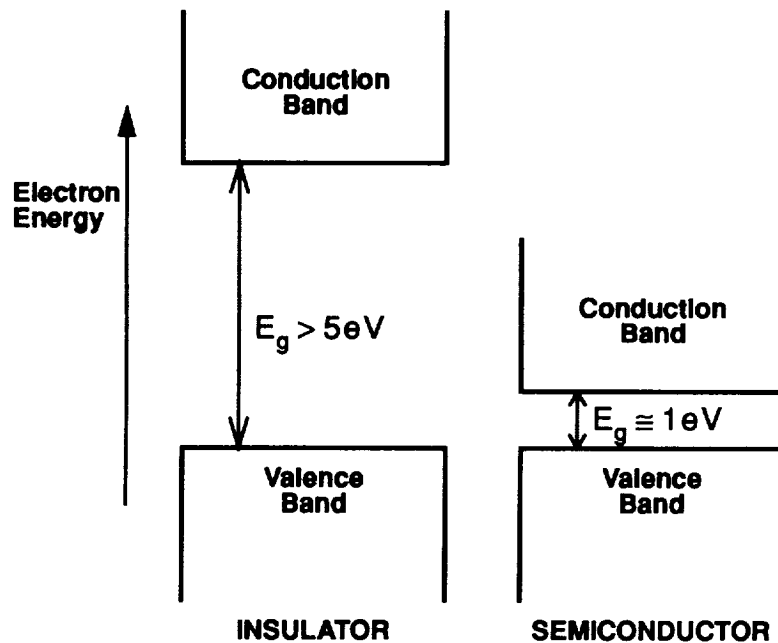 Conduction
Band
Electron
Energy
E_g > 5eV
Valence
Band
INSULATOR
Conduction
Band
E_g ≅ 1eV
Valence
Band
SEMICONDUCTOR